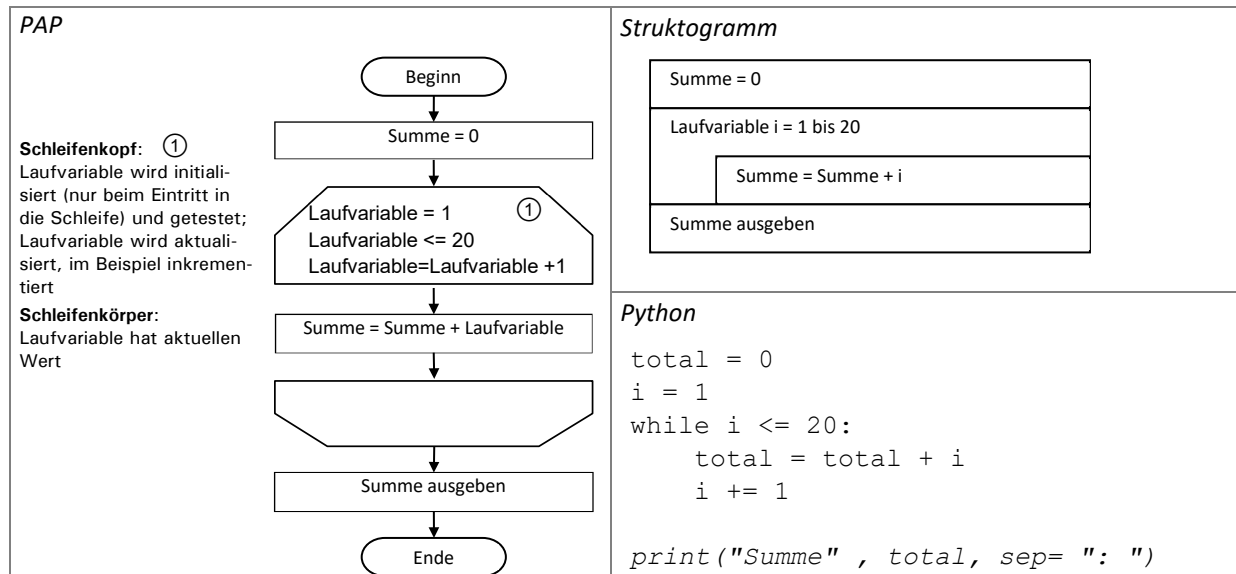 PAP
Beginn
Summe = 0
Schleifenkopf: ①
Laufvariable wird initiali-
siert (nur beim Eintritt in
die Schleife) und getestet;
Laufvariable wird aktuali-
siert, im Beispiel inkremen-
tiert
Schleifenkörper:
Laufvariable hat aktuellen
Wert
Laufvariable = 1 ①
Laufvariable <= 20
Laufvariable=Laufvariable +1
Summe = Summe + Laufvariable
Summe ausgeben
Ende
Struktogramm
Summe = 0
Laufvariable i = 1 bis 20
Summe = Summe + i
Summe ausgeben
Python
total = 0
i = 1
while i <= 20:
    total = total + i
    i += 1
print("Summe" , total, sep= ": ")